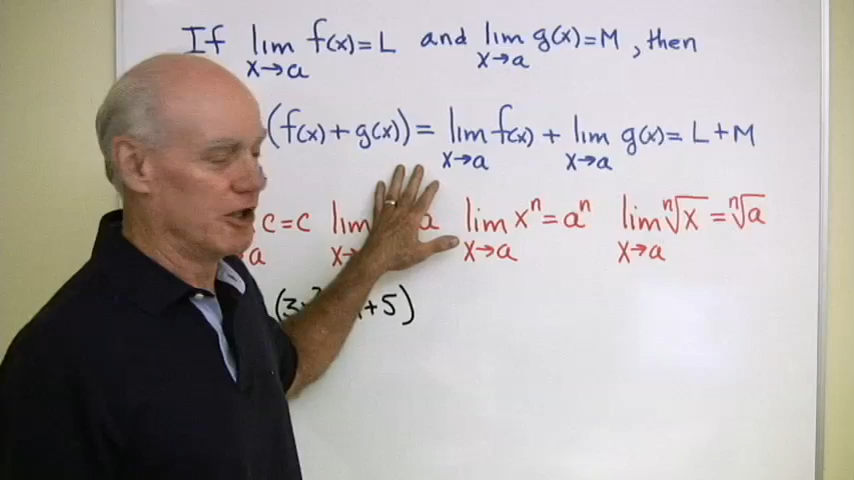 If lim f(x)=L and lim g(x)=M, then
x→a x→a
(f(x)+g(x)) = lim f(x) + lim g(x) = L+M
x→a x→a
c=c lim a lim xⁿ=aⁿ lim ⁿ√x = ⁿ√a
→a x→ x→a x→a
(3 +5)